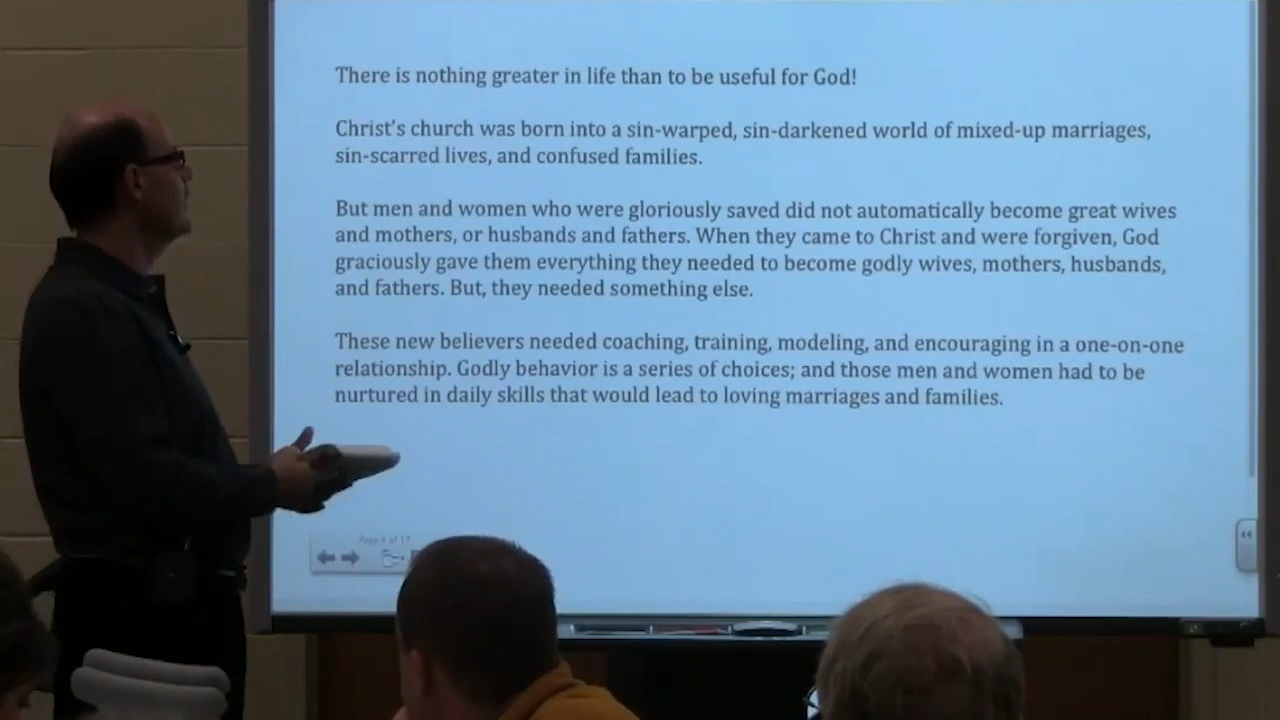 There is nothing greater in life than to be useful for God!
Christ's church was born into a sin-warped, sin-darkened world of mixed-up marriages,
sin-scarred lives, and confused families.
But men and women who were gloriously saved did not automatically become great wives
and mothers, or husbands and fathers. When they came to Christ and were forgiven, God
graciously gave them everything they needed to become godly wives, mothers, husbands,
and fathers. But, they needed something else.
These new believers needed coaching, training, modeling, and encouraging in a one-on-one
relationship. Godly behavior is a series of choices; and those men and women had to be
nurtured in daily skills that would lead to loving marriages and families.
Page 4 of 17